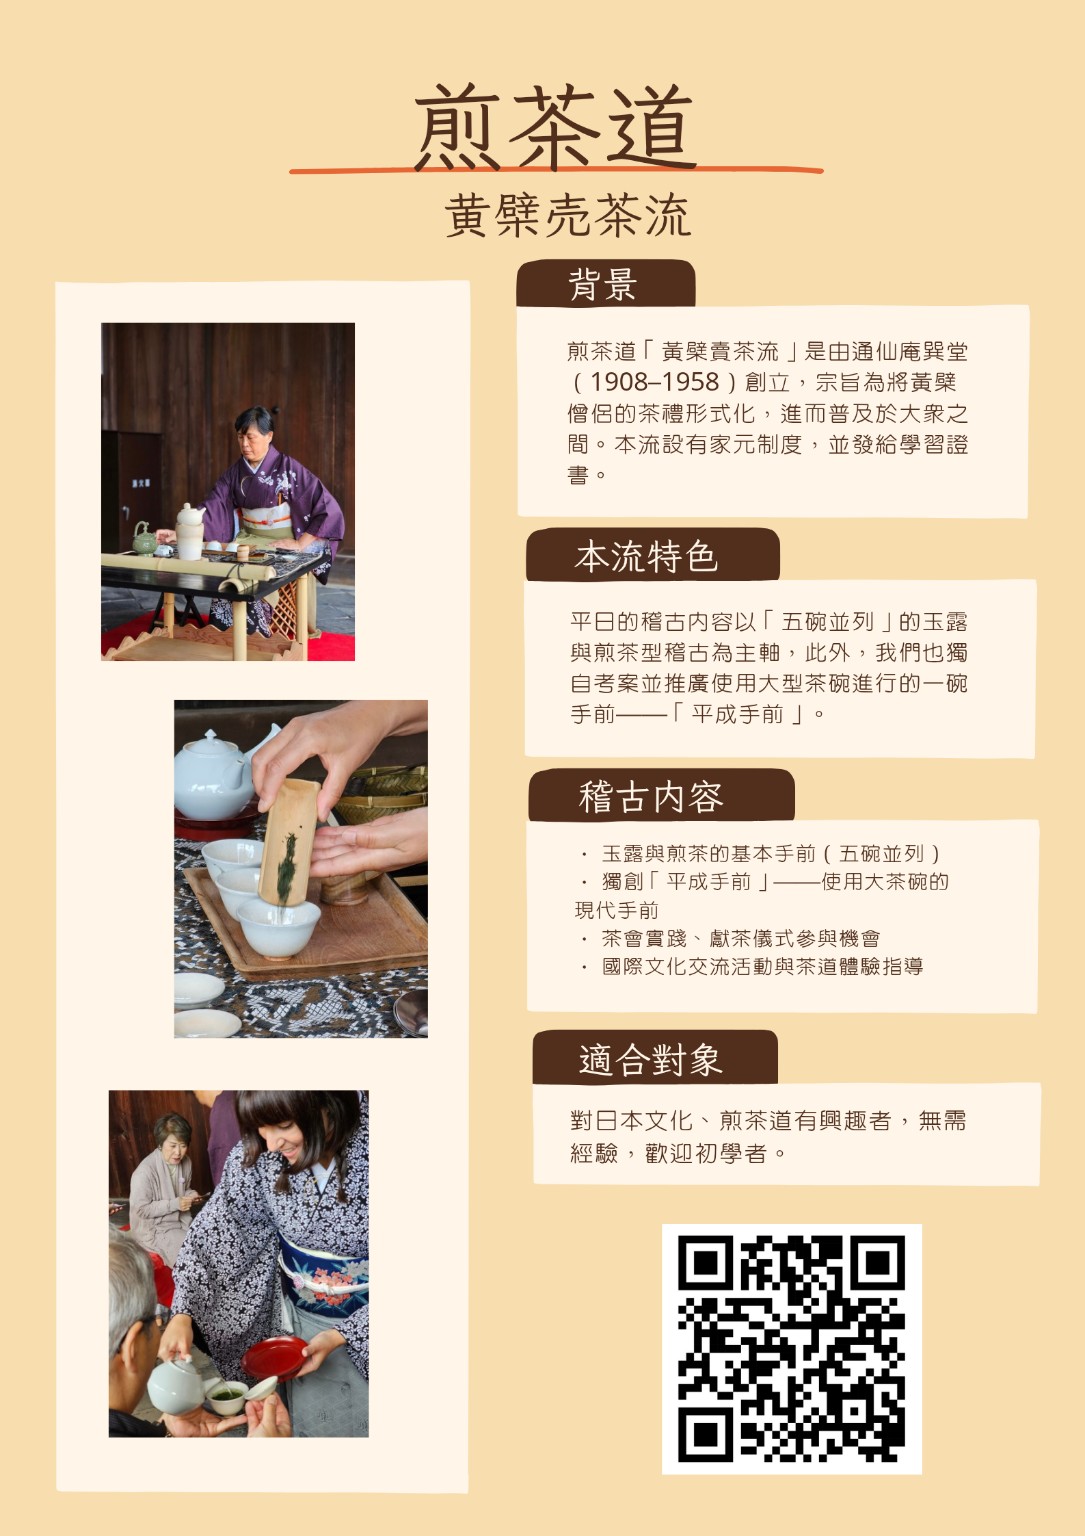 煎茶道
黄檗売茶流
背景
煎茶道「黃檗賣茶流」是由通仙庵巽堂
（1908–1958）創立，宗旨為將黃檗
僧侶的茶禮形式化，進而普及於大眾之
間。本流設有家元制度，並發給學習證
書。
本流特色
平日的稽古内容以「五碗並列」的玉露
與煎茶型稽古為主軸，此外，我們也獨
自考案並推廣使用大型茶碗進行的一碗
手前——「平成手前」。
稽古内容
· 玉露與煎茶的基本手前（五碗並列）
· 獨創「平成手前」——使用大茶碗的
現代手前
· 茶會實踐、獻茶儀式參與機會
· 國際文化交流活動與茶道體驗指導
適合對象
對日本文化、煎茶道有興趣者，無需
經驗，歡迎初學者。